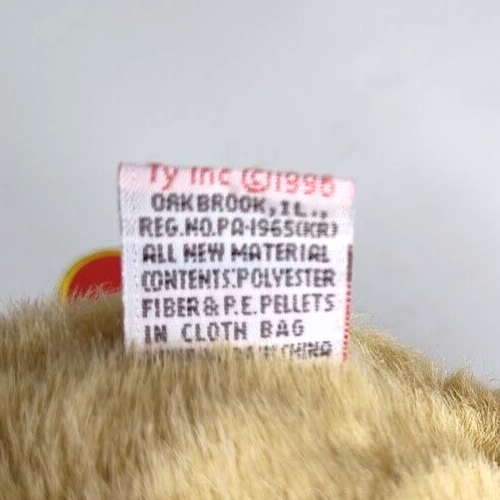 Ty Inc ©1996
OAKBROOK, IL.,
REG.NO.PA-1965(KR)
ALL NEW MATERIAL
CONTENTS:POLYESTER
FIBER & P.E. PELLETS
IN CLOTH BAG
CHINA